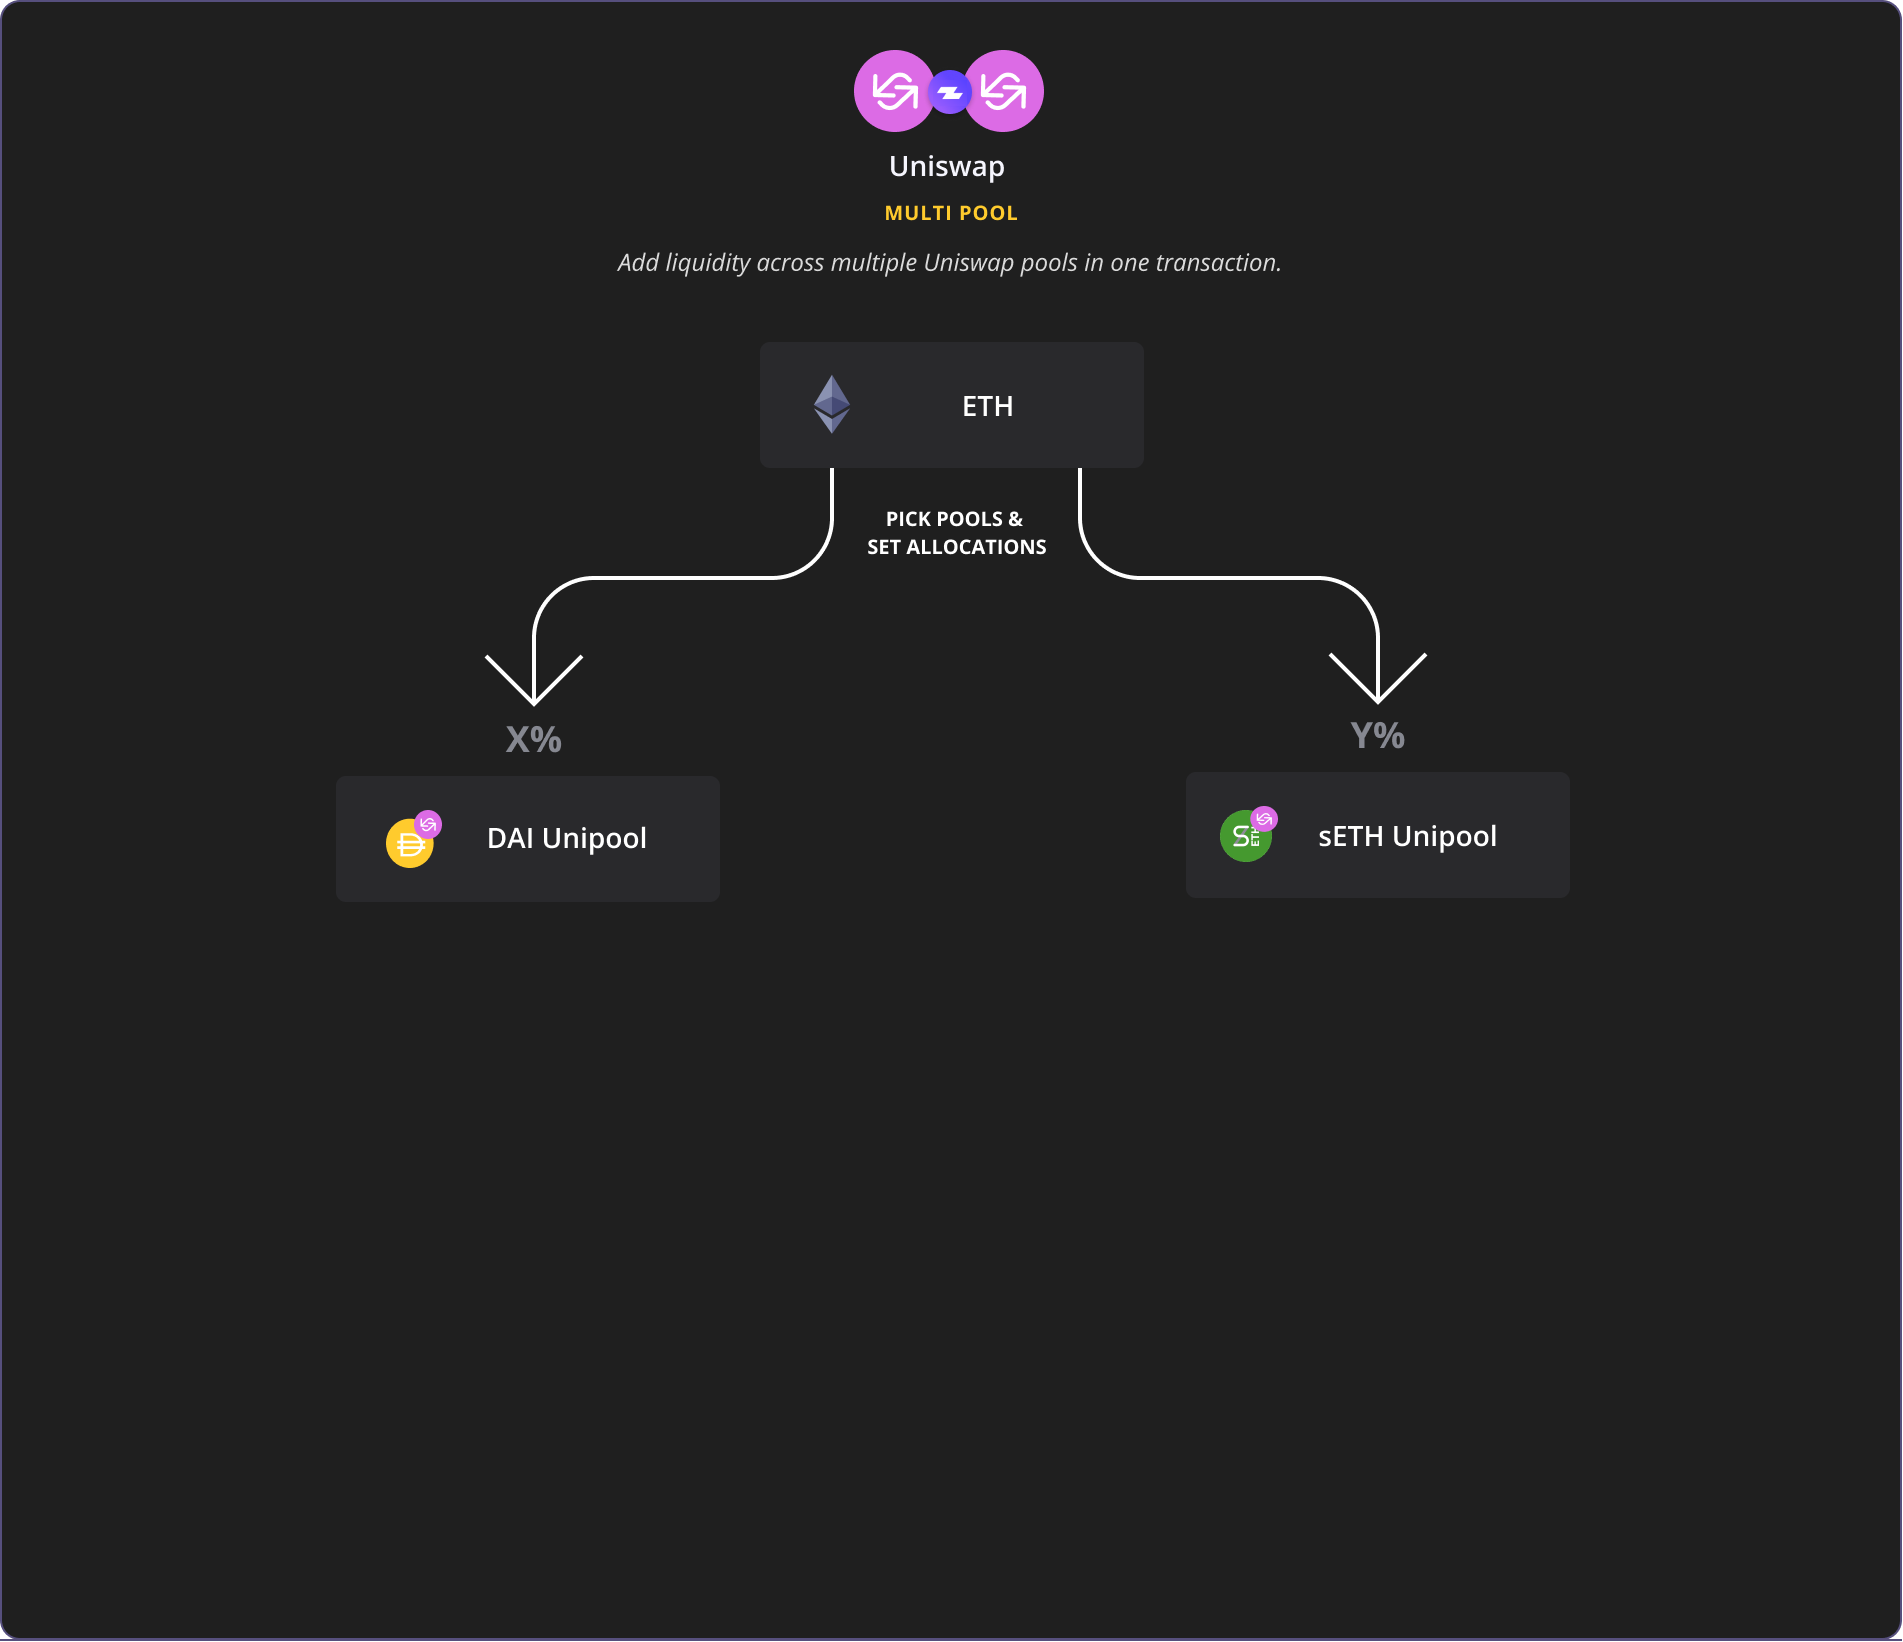 Uniswap
MULTI POOL
Add liquidity across multiple Uniswap pools in one transaction.
ETH
PICK POOLS &
SET ALLOCATIONS
X%
Y%
DAI Unipool
S ETH
sETH Unipool